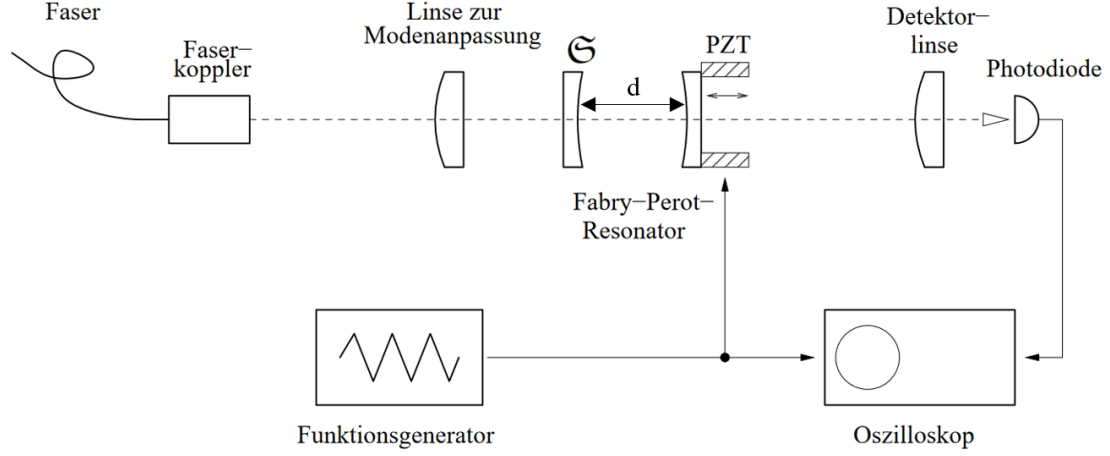 Faser
Faser–
koppler
Linse zur
Modenanpassung
𝔖
d
PZT
Fabry–Perot–
Resonator
Detektor–
linse
Photodiode
Funktionsgenerator
Oszilloskop